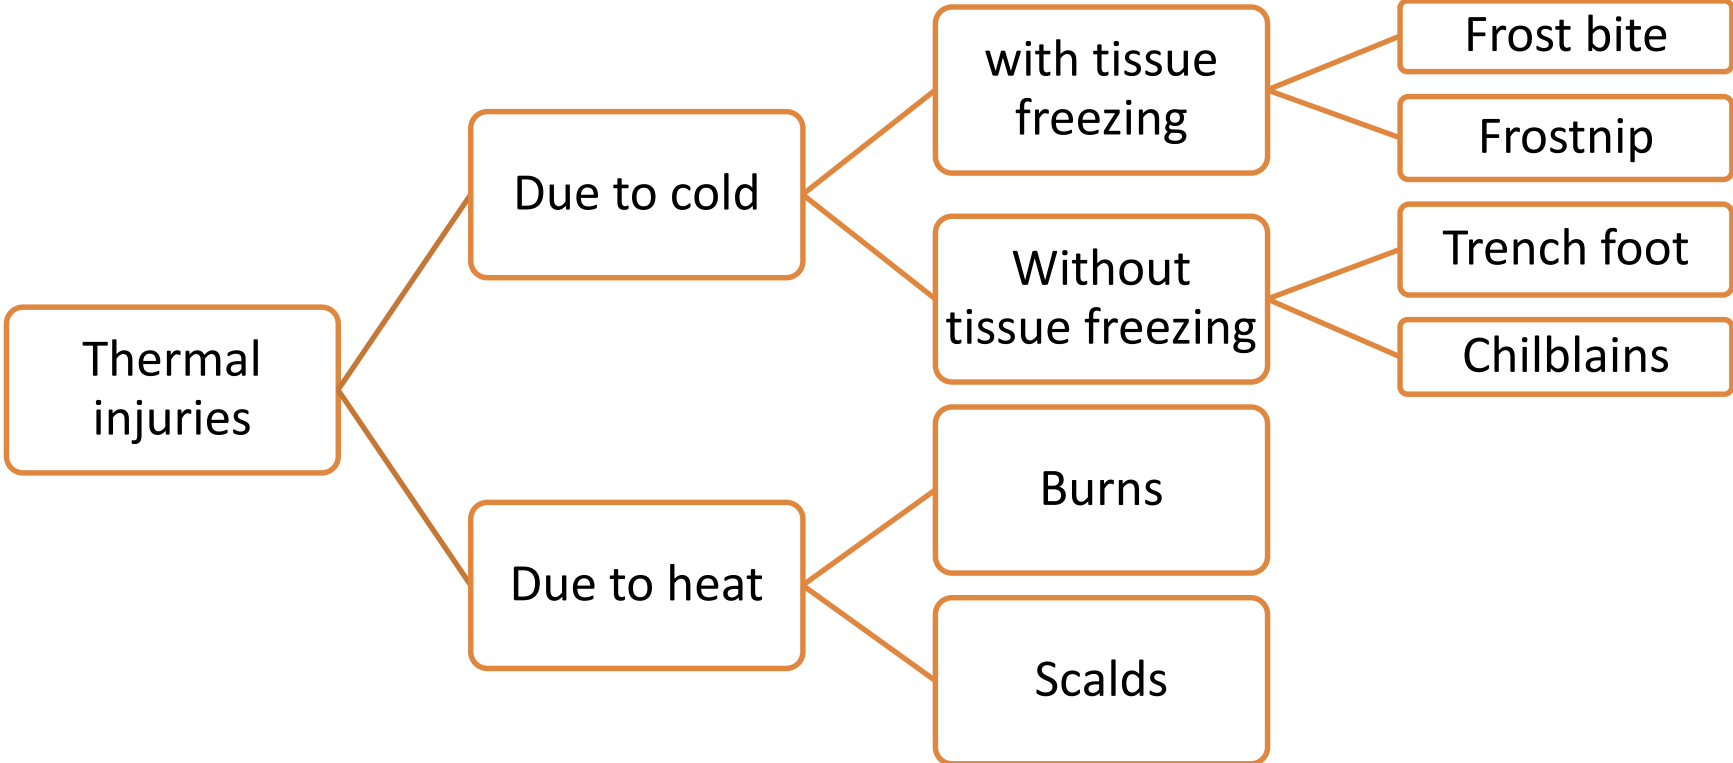 Thermal
injuries
Due to cold
with tissue
freezing
Frost bite
Frostnip
Without
tissue freezing
Trench foot
Chilblains
Due to heat
Burns
Scalds